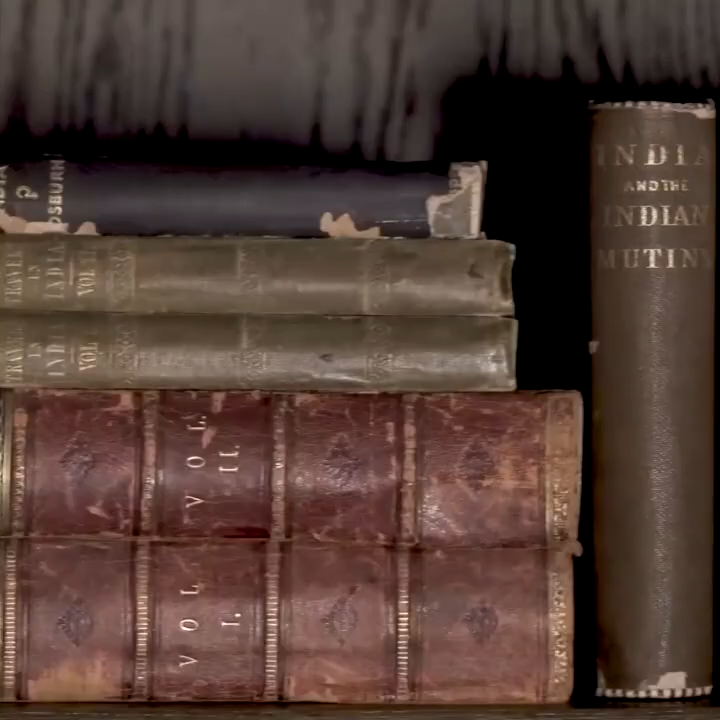 P
TRAVELS
IN
INDIA
VOL II
TRAVELS
IN
INDIA
VOL I
VOL.
II.
VOL
I.
INDIA
AND THE
INDIAN
MUTINY